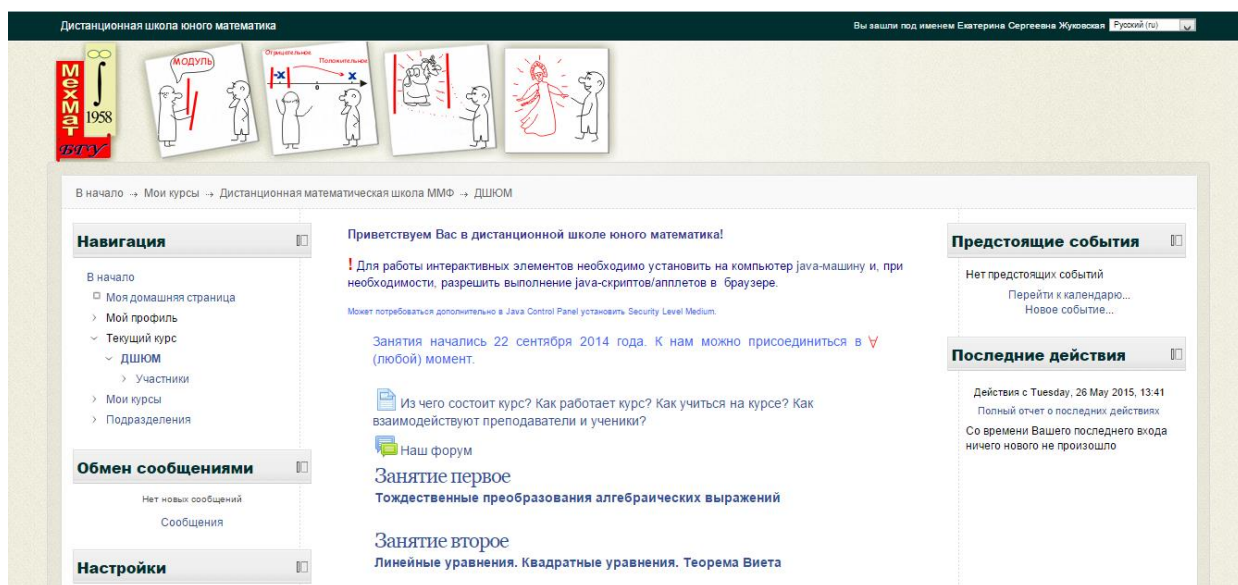 Дистанционная школа юного математика
Вы зашли под именем Екатерина Сергеевна Жуковская Русский (ru)
Мехмат
∞
∫
1958
БГУ
МОДУЛЬ
Отрицательное
Положительное
-x
0
x
В начало → Мои курсы → Дистанционная математическая школа ММФ → ДШЮМ
Навигация
В начало
Моя домашняя страница
Мой профиль
Текущий курс
ДШЮМ
Участники
Мои курсы
Подразделения
Обмен сообщениями
Нет новых сообщений
Сообщения
Настройки
Приветствуем Вас в дистанционной школе юного математика!
! Для работы интерактивных элементов необходимо установить на компьютер java-машину и, при
необходимости, разрешить выполнение java-скриптов/апплетов в браузере.
Может потребоваться дополнительно в Java Control Panel установить Security Level Medium.
Занятия начались 22 сентября 2014 года. К нам можно присоединиться в ∀
(любой) момент.
Из чего состоит курс? Как работает курс? Как учиться на курсе? Как
взаимодействуют преподаватели и ученики?
Наш форум
Занятие первое
Тождественные преобразования алгебраических выражений
Занятие второе
Линейные уравнения. Квадратные уравнения. Теорема Виета
Предстоящие события
Нет предстоящих событий
Перейти к календарю...
Новое событие...
Последние действия
Действия с Tuesday, 26 May 2015, 13:41
Полный отчет о последних действиях
Со времени Вашего последнего входа
ничего нового не произошло